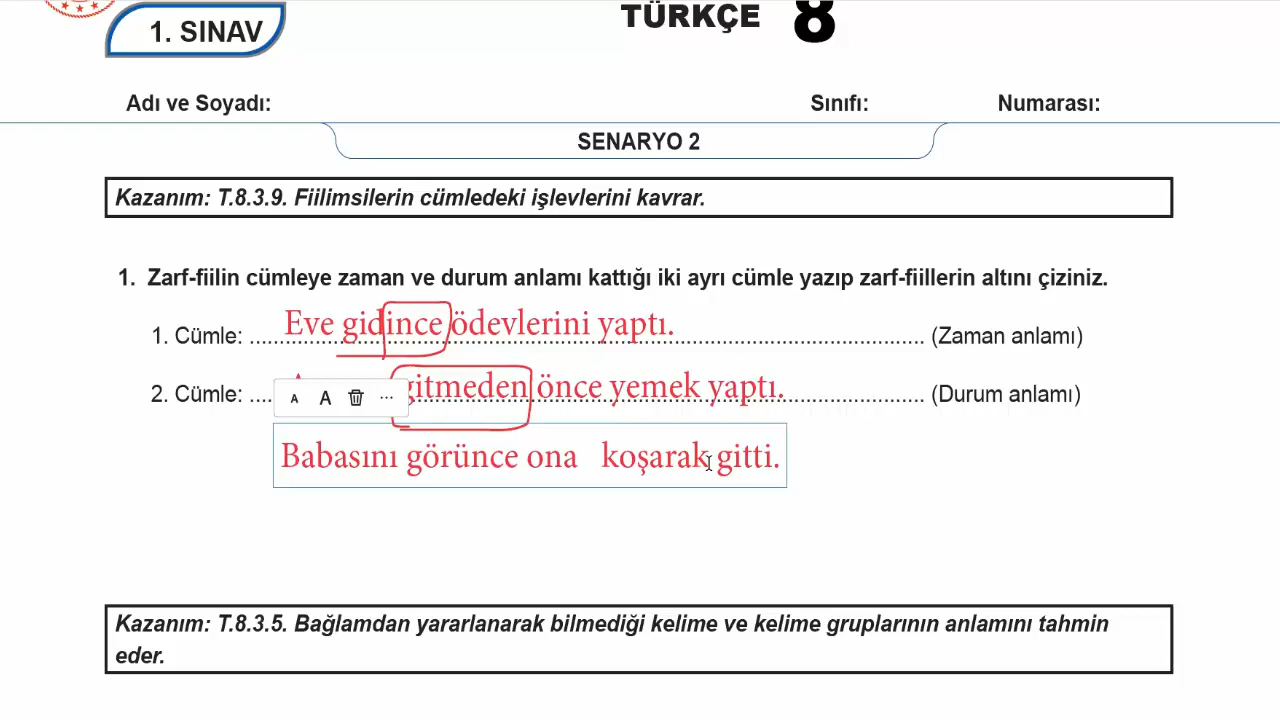 1. SINAV
TÜRKÇE 8
Adı ve Soyadı: Sınıfı: Numarası:
SENARYO 2
Kazanım: T.8.3.9. Fiilimsilerin cümledeki işlevlerini kavrar.
1. Zarf-fiilin cümleye zaman ve durum anlamı kattığı iki ayrı cümle yazıp zarf-fiillerin altını çiziniz.
1. Cümle: Eve gidince ödevlerini yaptı. (Zaman anlamı)
2. Cümle: gitmeden önce yemek yaptı. (Durum anlamı)
A A ...
Babasını görünce ona koşarak gitti.
Kazanım: T.8.3.5. Bağlamdan yararlanarak bilmediği kelime ve kelime gruplarının anlamını tahmin
eder.